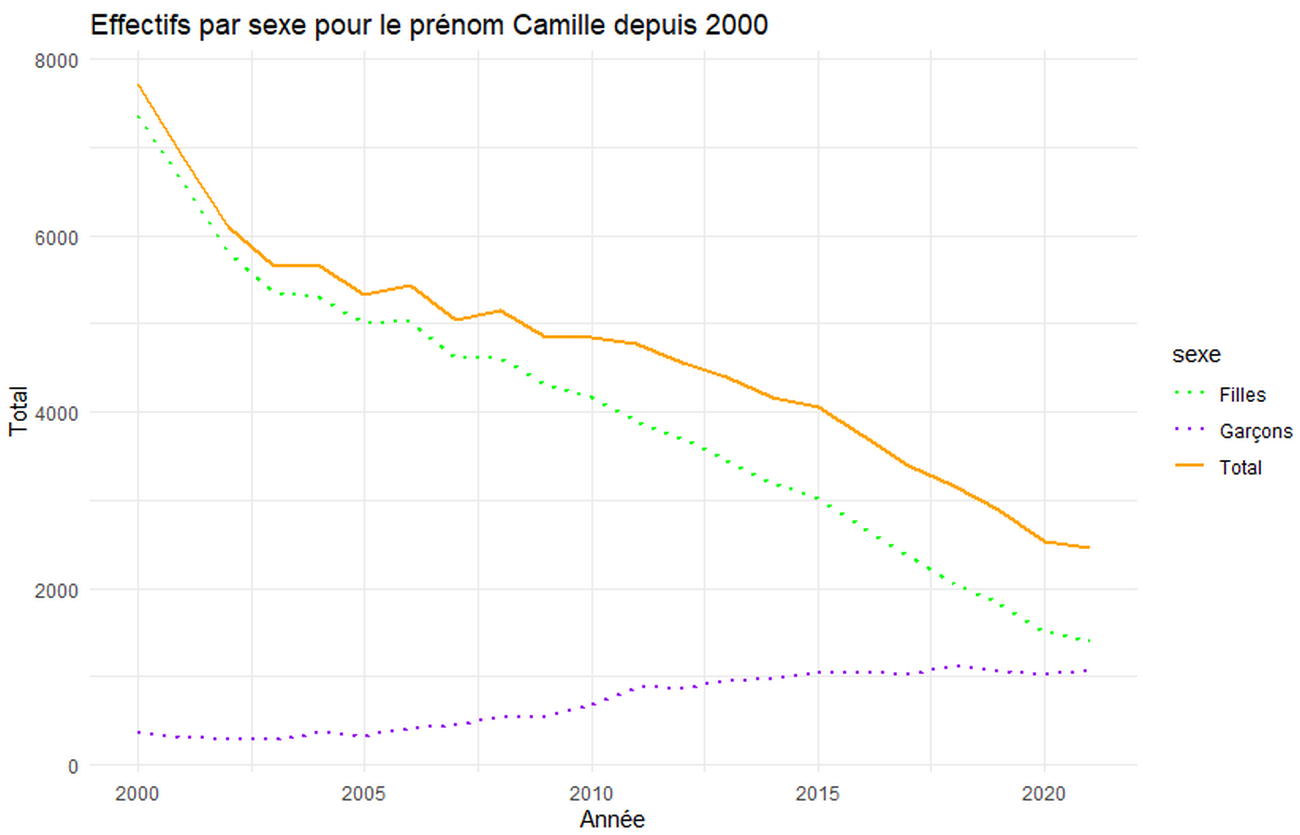 Effectifs par sexe pour le prénom Camille depuis 2000
8000
6000
4000
2000
0
Total
2000 2005 2010 2015 2020
Année
sexe
Filles
Garçons
Total